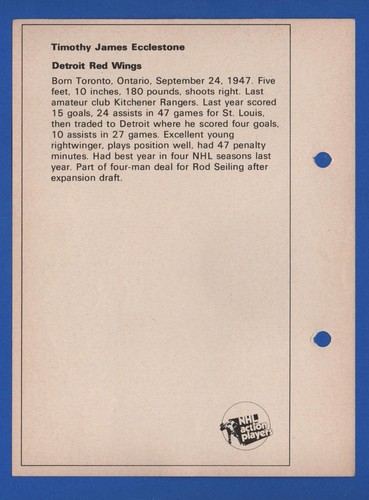 Timothy James Ecclestone
Detroit Red Wings
Born Toronto, Ontario, September 24, 1947. Five
feet, 10 inches, 180 pounds, shoots right. Last
amateur club Kitchener Rangers. Last year scored
15 goals, 24 assists in 47 games for St. Louis,
then traded to Detroit where he scored four goals,
10 assists in 27 games. Excellent young
rightwinger, plays position well, had 47 penalty
minutes. Had best year in four NHL seasons last
year. Part of four-man deal for Rod Seiling after
expansion draft.
NHL
action
players